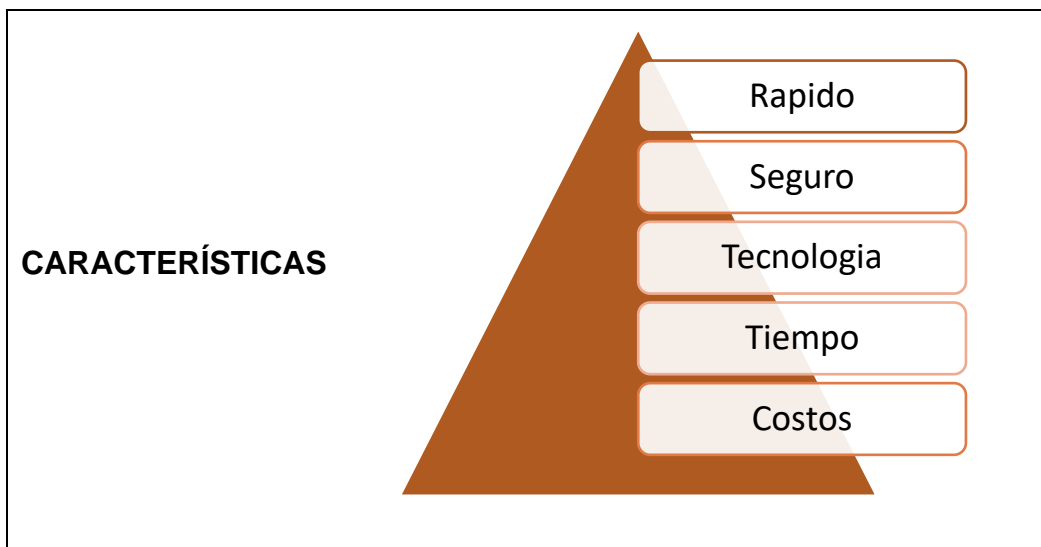 CARACTERÍSTICAS
Rapido
Seguro
Tecnologia
Tiempo
Costos